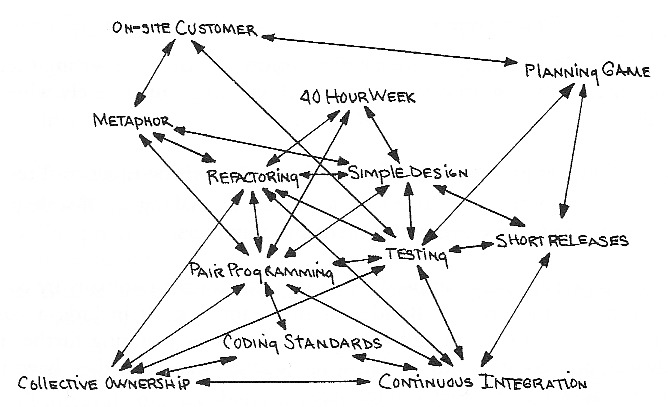 On-site Customer
Planning Game
40 Hour Week
Metaphor
Refactoring
Simple Design
Short Releases
Testing
Pair Programming
Coding Standards
Collective Ownership
Continuous Integration